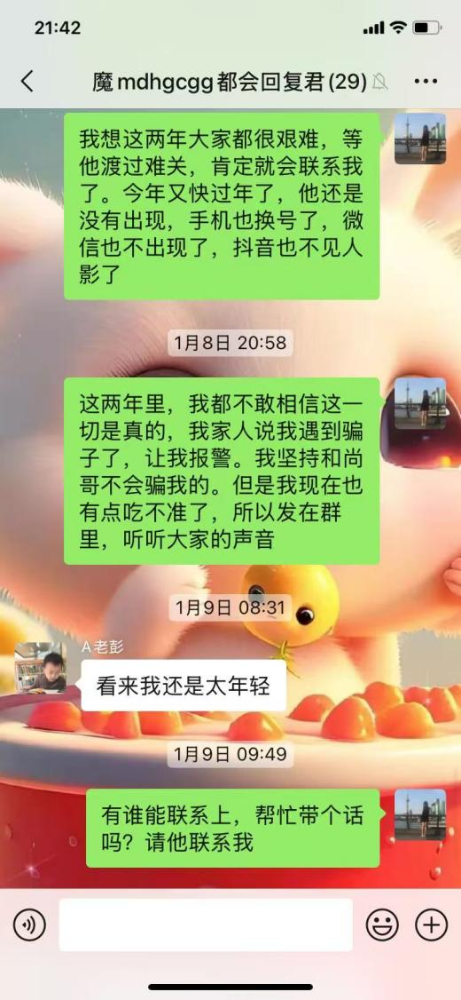 21:42
魔mdhgcgg都会回复君(29)
我想这两年大家都很艰难，等
他渡过难关，肯定就会联系我
了。今年又快过年了，他还是
没有出现，手机也换号了，微
信也不出现了，抖音也不见人
影了
1月8日 20:58
这两年里，我都不敢相信这一
切是真的，我家人说我遇到骗
子了，让我报警。我坚持和尚
哥不会骗我的。但是我现在也
有点吃不准了，所以发在群
里，听听大家的声音
1月9日 08:31
A老彭
看来我还是太年轻
1月9日 09:49
有谁能联系上，帮忙带个话
吗？请他联系我